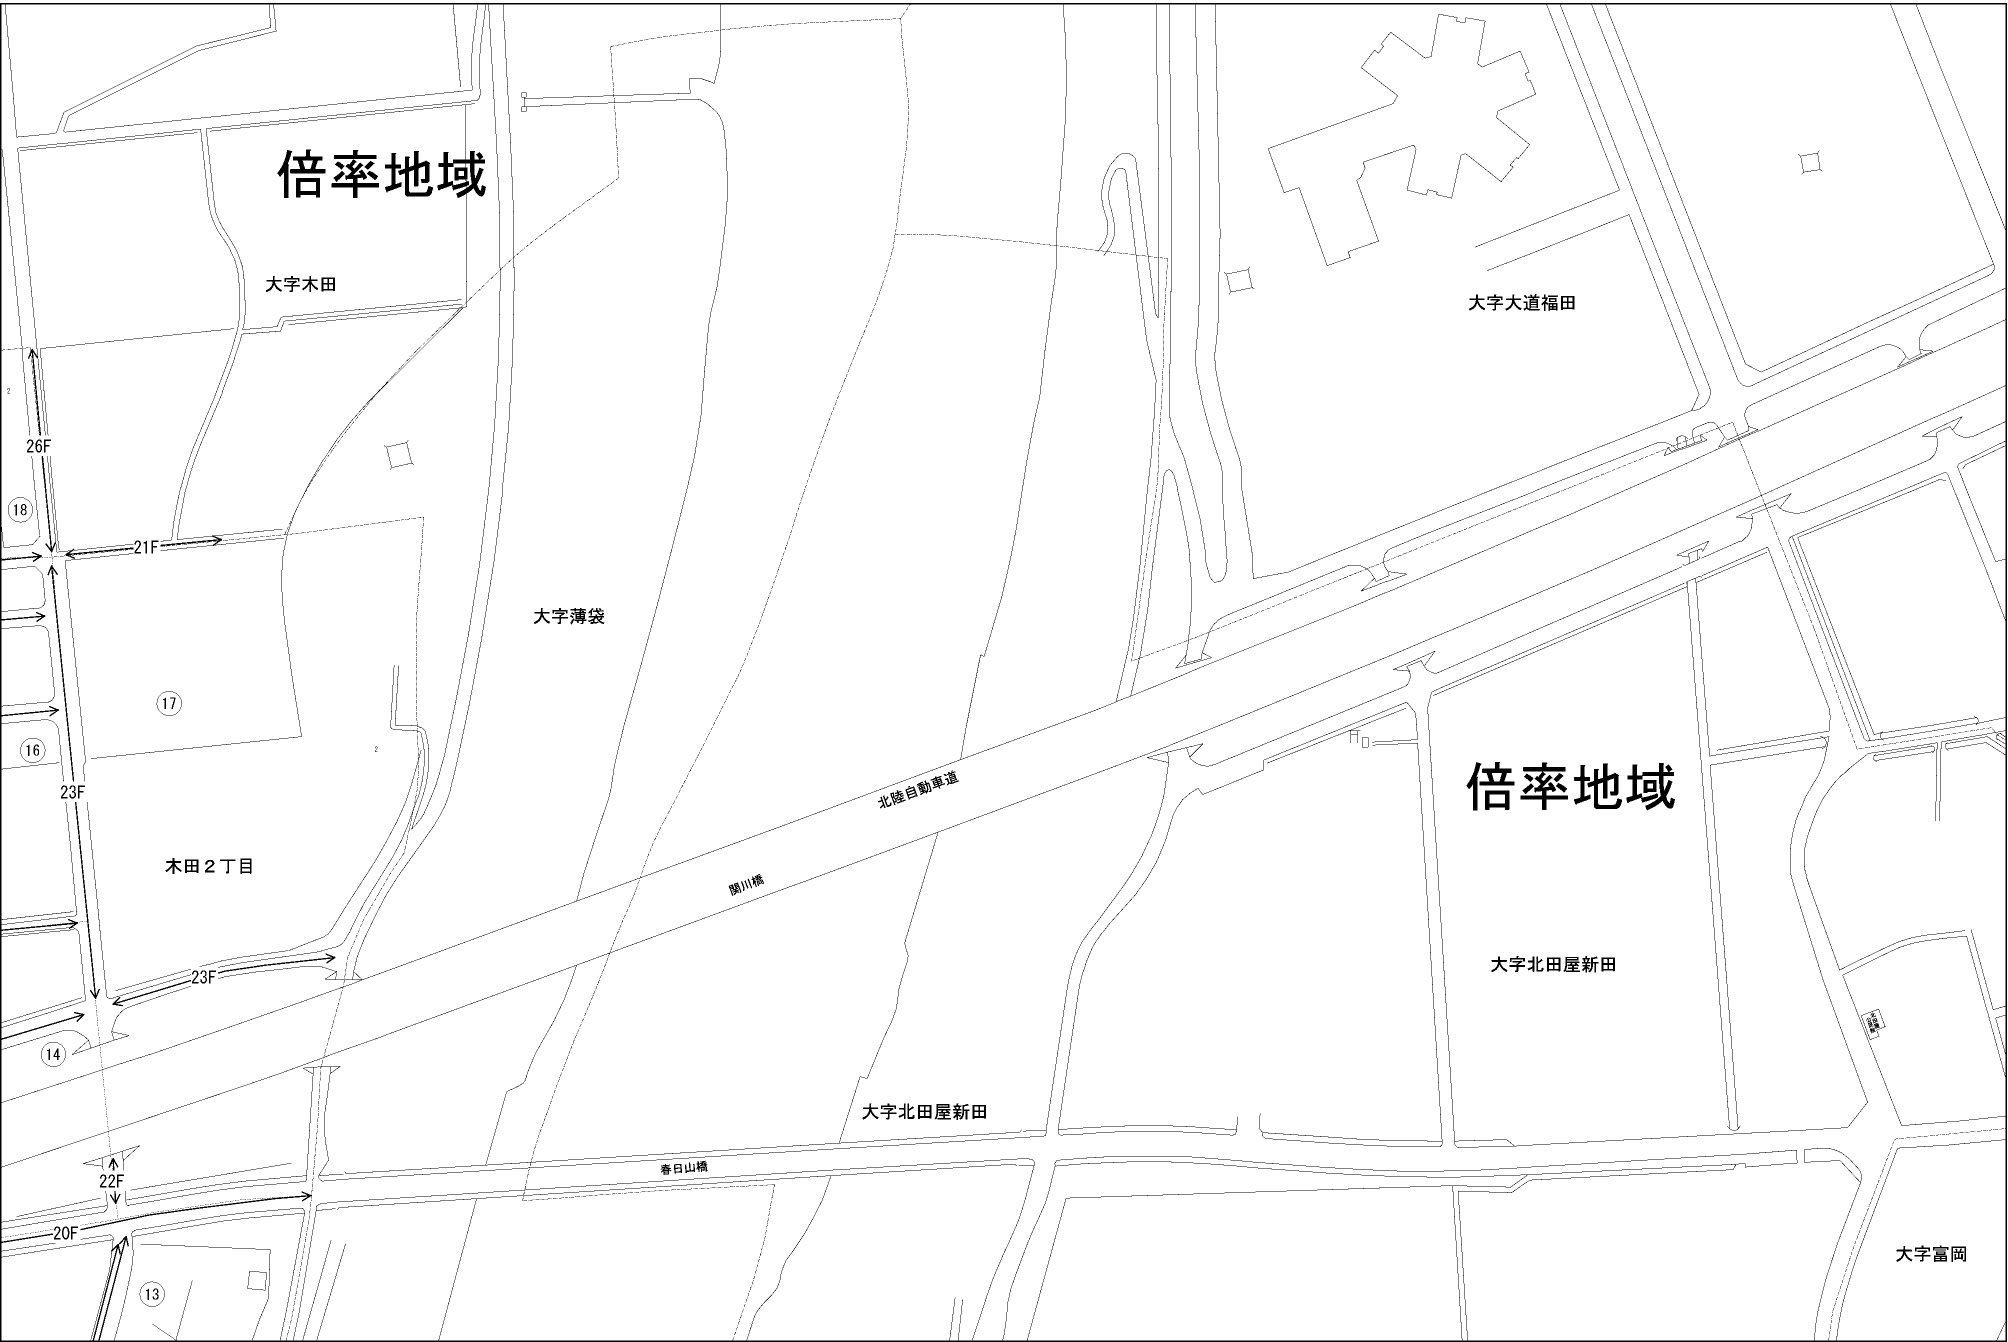 倍率地域
大字木田
大字大道福田
2
26F
18
21F
大字薄袋
17
16
2
23F
北陸自動車道
倍率地域
木田2丁目
関川橋
23F
大字北田屋新田
14
大字北田屋新田
22F
春日山橋
20F
大字富岡
13